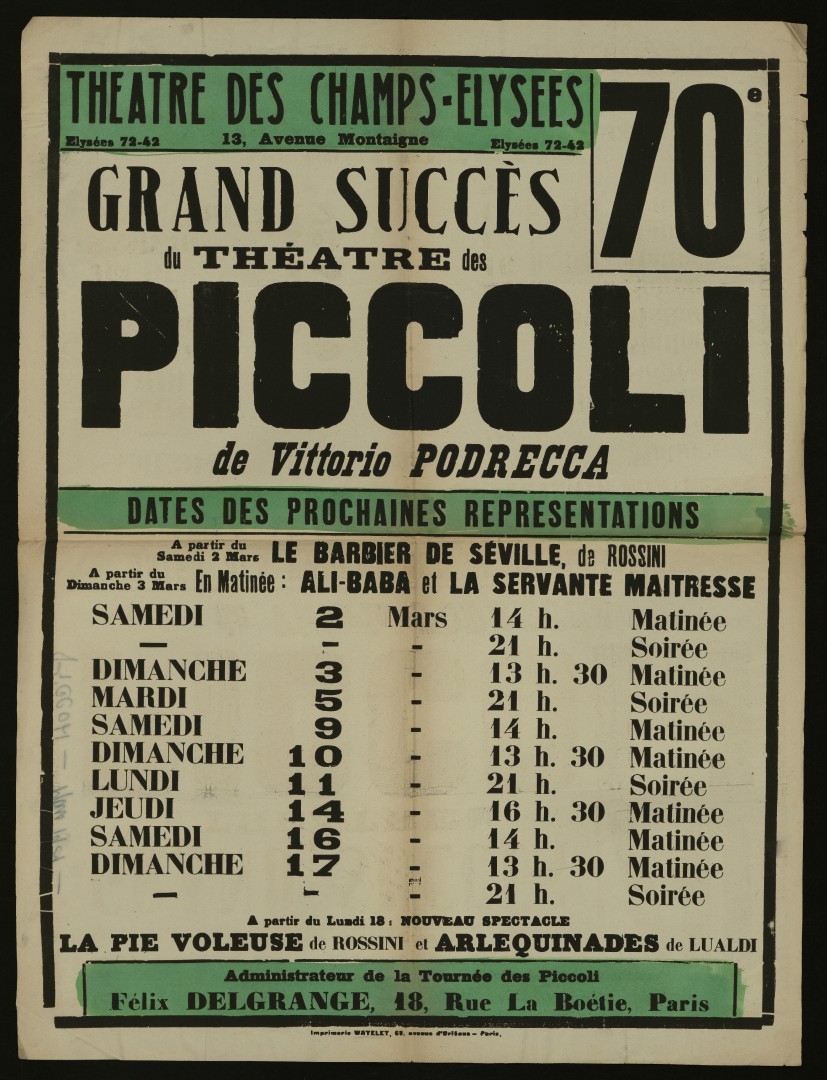 THEATRE DES CHAMPS-ELYSEES
Elysées 72-42 13, Avenue Montaigne Elysées 72-42
70e
GRAND SUCCÈS
du THÉATRE des
PICCOLI
de Vittorio PODRECCA
DATES DES PROCHAINES REPRESENTATIONS
A partir du Samedi 2 Mars LE BARBIER DE SÉVILLE, de ROSSINI
A partir du Dimanche 3 Mars En Matinée : ALI-BABA et LA SERVANTE MAITRESSE
SAMEDI 2 Mars 14 h. Matinée
— - - 21 h. Soirée
DIMANCHE 3 - 13 h. 30 Matinée
MARDI 5 - 21 h. Soirée
SAMEDI 9 - 14 h. Matinée
DIMANCHE 10 - 13 h. 30 Matinée
LUNDI 11 - 21 h. Soirée
JEUDI 14 - 16 h. 30 Matinée
SAMEDI 16 - 14 h. Matinée
DIMANCHE 17 - 13 h. 30 Matinée
— - - 21 h. Soirée
A partir du Lundi 18 : NOUVEAU SPECTACLE
LA PIE VOLEUSE de ROSSINI et ARLEQUINADES de LUALDI
Administrateur de la Tournée des Piccoli
Félix DELGRANGE, 18, Rue La Boétie, Paris
Imprimerie WATELET, avenue d'Orléans - Paris.